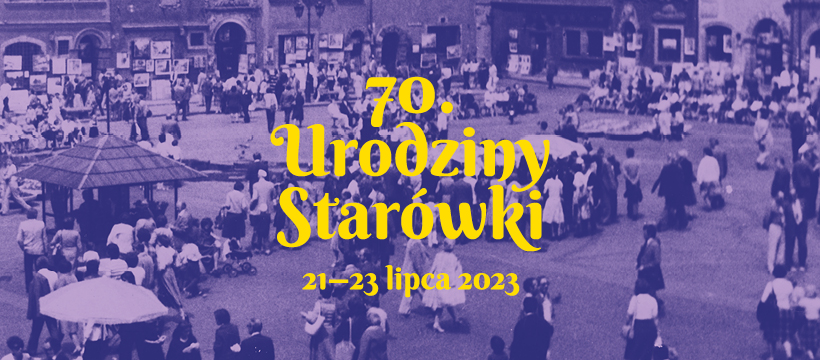 70.
Urodziny
Starówki
21–23 lipca 2023